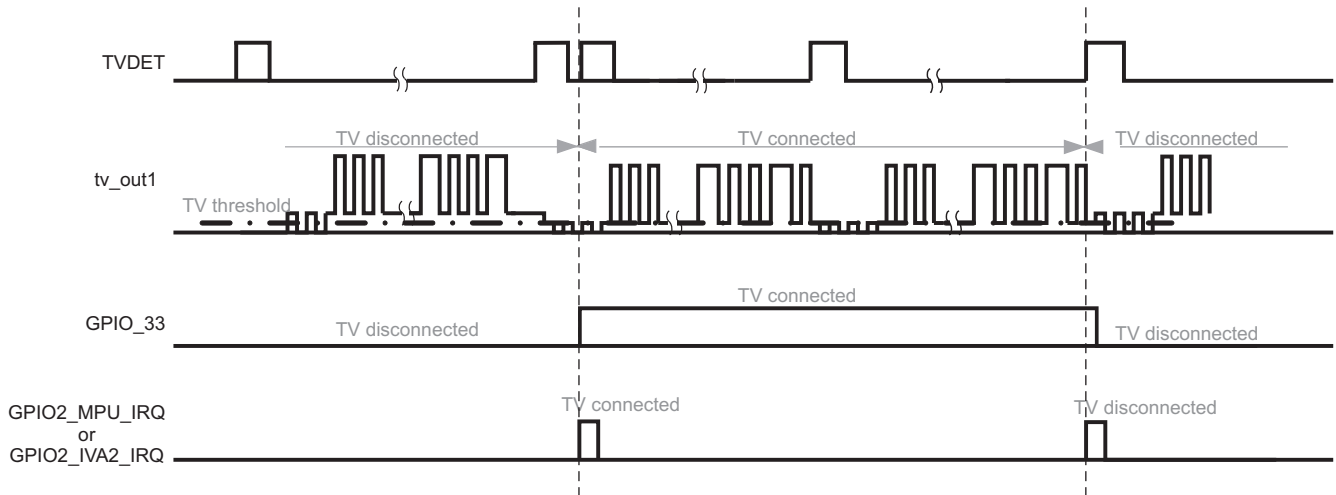 TVDET
TV disconnected
TV connected
TV disconnected
tv_out1
TV threshold
TV connected
GPIO_33
TV disconnected
TV disconnected
GPIO2_MPU_IRQ
or
GPIO2_IVA2_IRQ
TV connected
TV disconnected